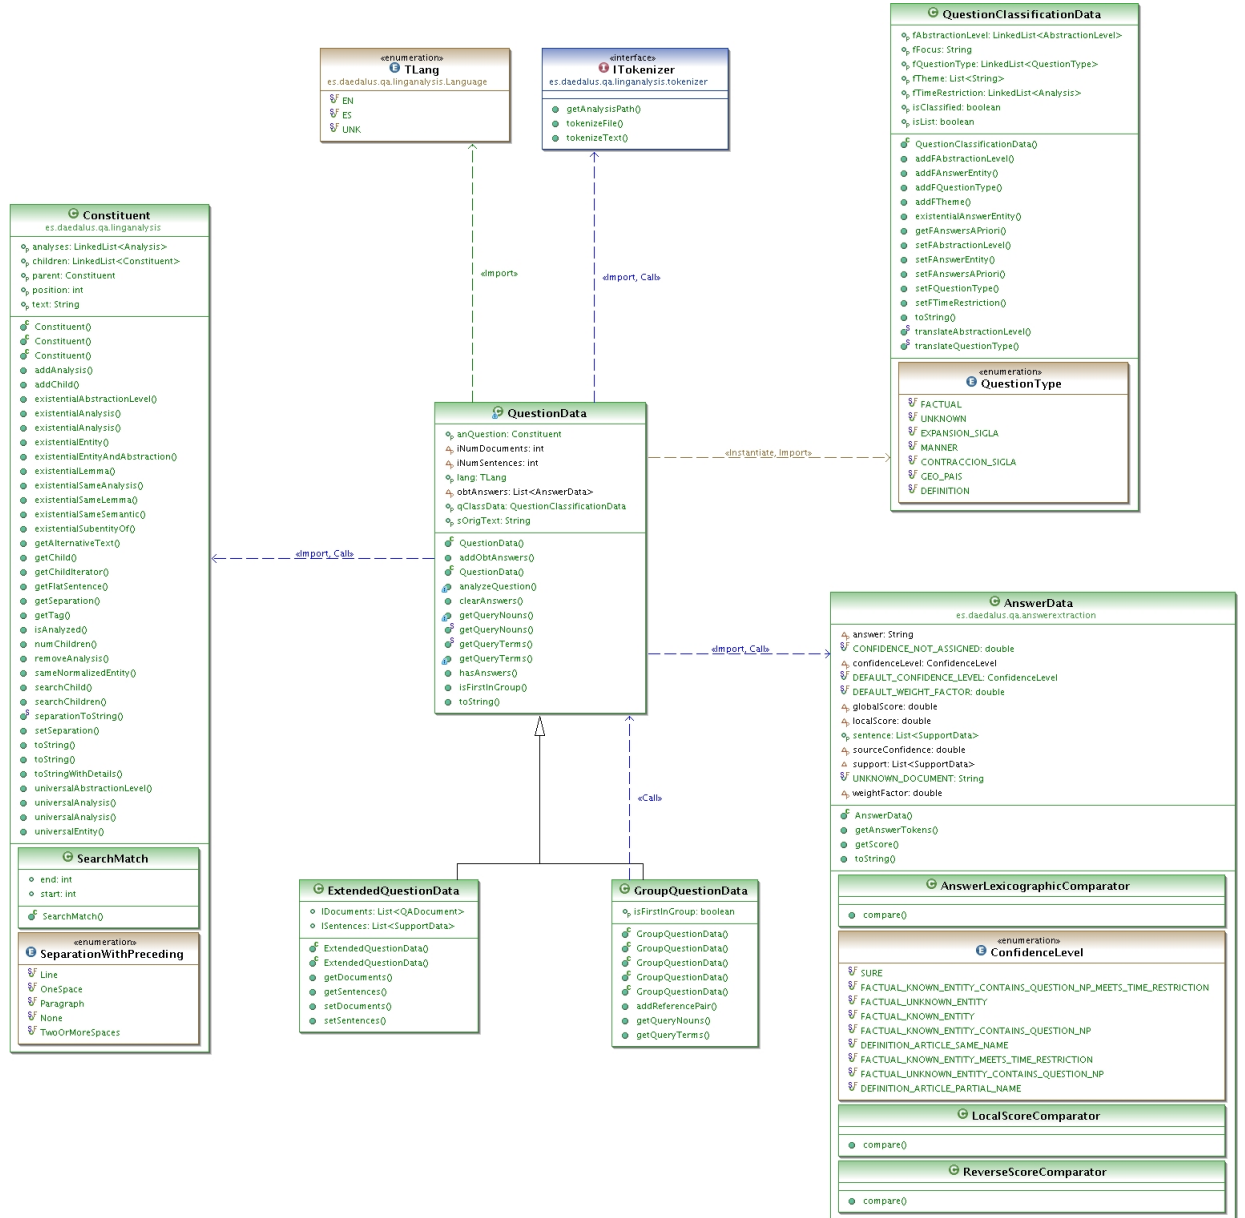 QuestionClassificationData
fAbstractionLevel: LinkedList<AbstractionLevel>
fFocus: String
fQuestionType: LinkedList<QuestionType>
fTheme: List<String>
fTimeRestriction: LinkedList<Analysis>
isClassified: boolean
isList: boolean
QuestionClassificationData()
addFAbstractionLevel()
addFAnswerEntity()
addFQuestionType()
addFTheme()
existentialAnswerEntity()
getFAnswersAPriori()
setFAbstractionLevel()
setFAnswerEntity()
setFAnswersAPriori()
setFQuestionType()
setFTimeRestriction()
toString()
translateAbstractionLevel()
translateQuestionType()
«enumeration»
QuestionType
FACTUAL
UNKNOWN
EXPANSION_SIGLA
MANNER
CONTRACCION_SIGLA
GEO_PAIS
DEFINITION
«enumeration»
TLang
es.daedalus.qa.linganalysis.Language
EN
ES
UNK
«interface»
ITokenizer
es.daedalus.qa.linganalysis.tokenizer
getAnalysisPath()
tokenizeFile()
tokenizeText()
«Import»
«Import, Call»
Constituent
es.daedalus.qa.linganalysis
analyses: LinkedList<Analysis>
children: LinkedList<Constituent>
parent: Constituent
position: int
text: String
Constituent()
Constituent()
Constituent()
addAnalysis()
addChild()
existentialAbstractionLevel()
existentialAnalysis()
existentialAnalysis()
existentialEntity()
existentialEntityAndAbstraction()
existentialLemma()
existentialSameAnalysis()
existentialSameLemma()
existentialSameSemantic()
existentialSubentityOf()
getAlternativeText()
getChild()
getChildIterator()
getFlatSentence()
getSeparation()
getTag()
isAnalyzed()
numChildren()
removeAnalysis()
sameNormalizedEntity()
searchChild()
searchChildren()
separationToString()
setSeparation()
toString()
toString()
toStringWithDetails()
universalAbstractionLevel()
universalAnalysis()
universalAnalysis()
universalEntity()
SearchMatch
end: int
start: int
SearchMatch()
«enumeration»
SeparationWithPreceding
Line
OneSpace
Paragraph
None
TwoOrMoreSpaces
QuestionData
anQuestion: Constituent
iNumDocuments: int
iNumSentences: int
lang: TLang
obtAnswers: List<AnswerData>
qClassData: QuestionClassificationData
sOrigText: String
QuestionData()
addObtAnswers()
QuestionData()
analyzeQuestion()
clearAnswers()
getQueryNouns()
getQueryNouns()
getQueryTerms()
getQueryTerms()
hasAnswers()
isFirstInGroup()
toString()
«Instantiate, Import»
«Import, Call»
«Import, Call»
«Call»
ExtendedQuestionData
lDocuments: List<QADocument>
lSentences: List<SupportData>
ExtendedQuestionData()
ExtendedQuestionData()
getDocuments()
getSentences()
setDocuments()
setSentences()
GroupQuestionData
isFirstInGroup: boolean
GroupQuestionData()
GroupQuestionData()
GroupQuestionData()
GroupQuestionData()
GroupQuestionData()
addReferencePair()
getQueryNouns()
getQueryTerms()
AnswerData
es.daedalus.qa.answerextraction
answer: String
CONFIDENCE_NOT_ASSIGNED: double
confidenceLevel: ConfidenceLevel
DEFAULT_CONFIDENCE_LEVEL: ConfidenceLevel
DEFAULT_WEIGHT_FACTOR: double
globalScore: double
localScore: double
sentence: List<SupportData>
sourceConfidence: double
support: List<SupportData>
UNKNOWN_DOCUMENT: String
weightFactor: double
AnswerData()
getAnswerTokens()
getScore()
toString()
AnswerLexicographicComparator
compare()
«enumeration»
ConfidenceLevel
SURE
FACTUAL_KNOWN_ENTITY_CONTAINS_QUESTION_NP_MEETS_TIME_RESTRICTION
FACTUAL_UNKNOWN_ENTITY
FACTUAL_KNOWN_ENTITY
FACTUAL_KNOWN_ENTITY_CONTAINS_QUESTION_NP
DEFINITION_ARTICLE_SAME_NAME
FACTUAL_KNOWN_ENTITY_MEETS_TIME_RESTRICTION
FACTUAL_UNKNOWN_ENTITY_CONTAINS_QUESTION_NP
DEFINITION_ARTICLE_PARTIAL_NAME
LocalScoreComparator
compare()
ReverseScoreComparator
compare()